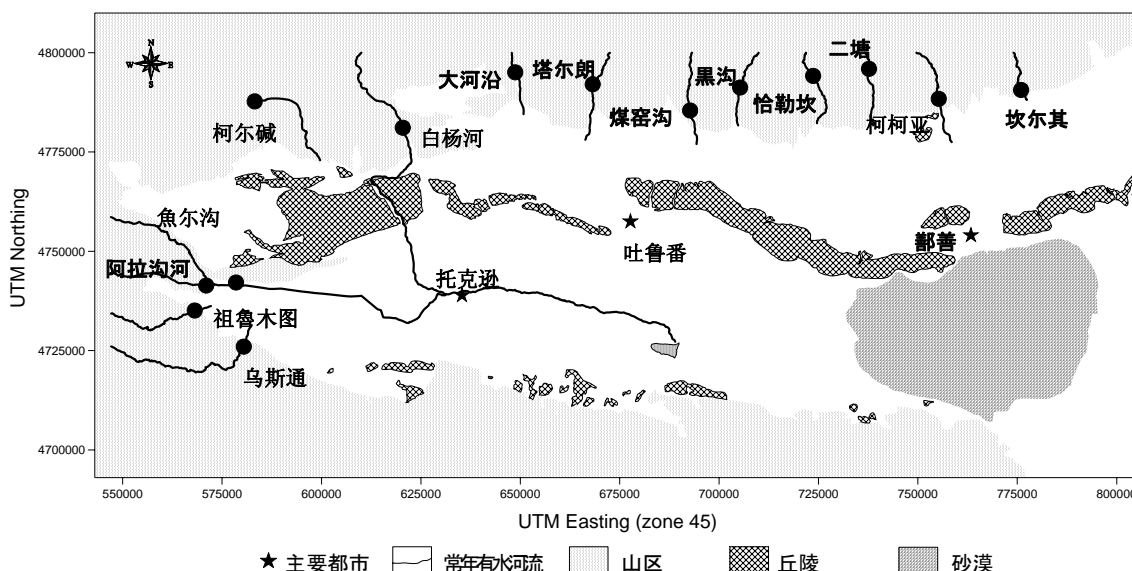 N
W E
S
4800000
4775000
4750000
4725000
4700000
UTM Northing
大河沿
塔尔朗
煤窑沟
黒沟
恰勒坎
二塘
柯柯亚
坎尔其
柯尔碱
白杨河
魚尔沟
阿拉沟河
祖魯木图
乌斯通
托克逊
吐鲁番
鄯善
550000 575000 600000 625000 650000 675000 700000 725000 750000 775000 800000
UTM Easting (zone 45)
主要都市 常年有水河流 山区 丘陵 砂漠